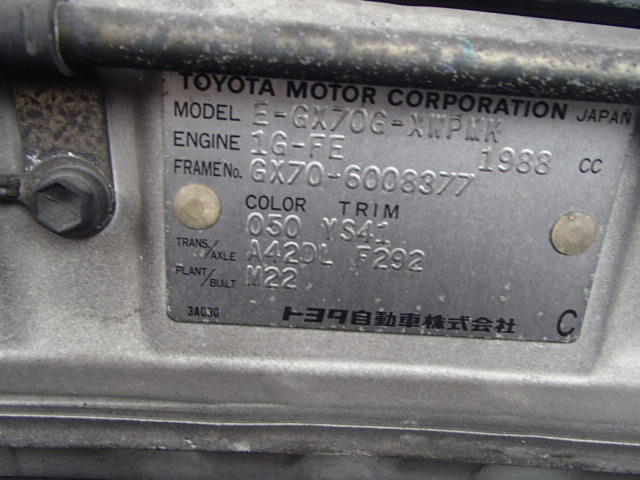 TOYOTA MOTOR CORPORATION JAPAN
MODEL E-GX70G-XWPMK
ENGINE 1G-FE 1988 CC
FRAME No. GX70-6008377
COLOR TRIM
050 YS41
TRANS./AXLE A42DL F292
PLANT/BUILT M22
3A030 トヨタ自動車株式会社 C